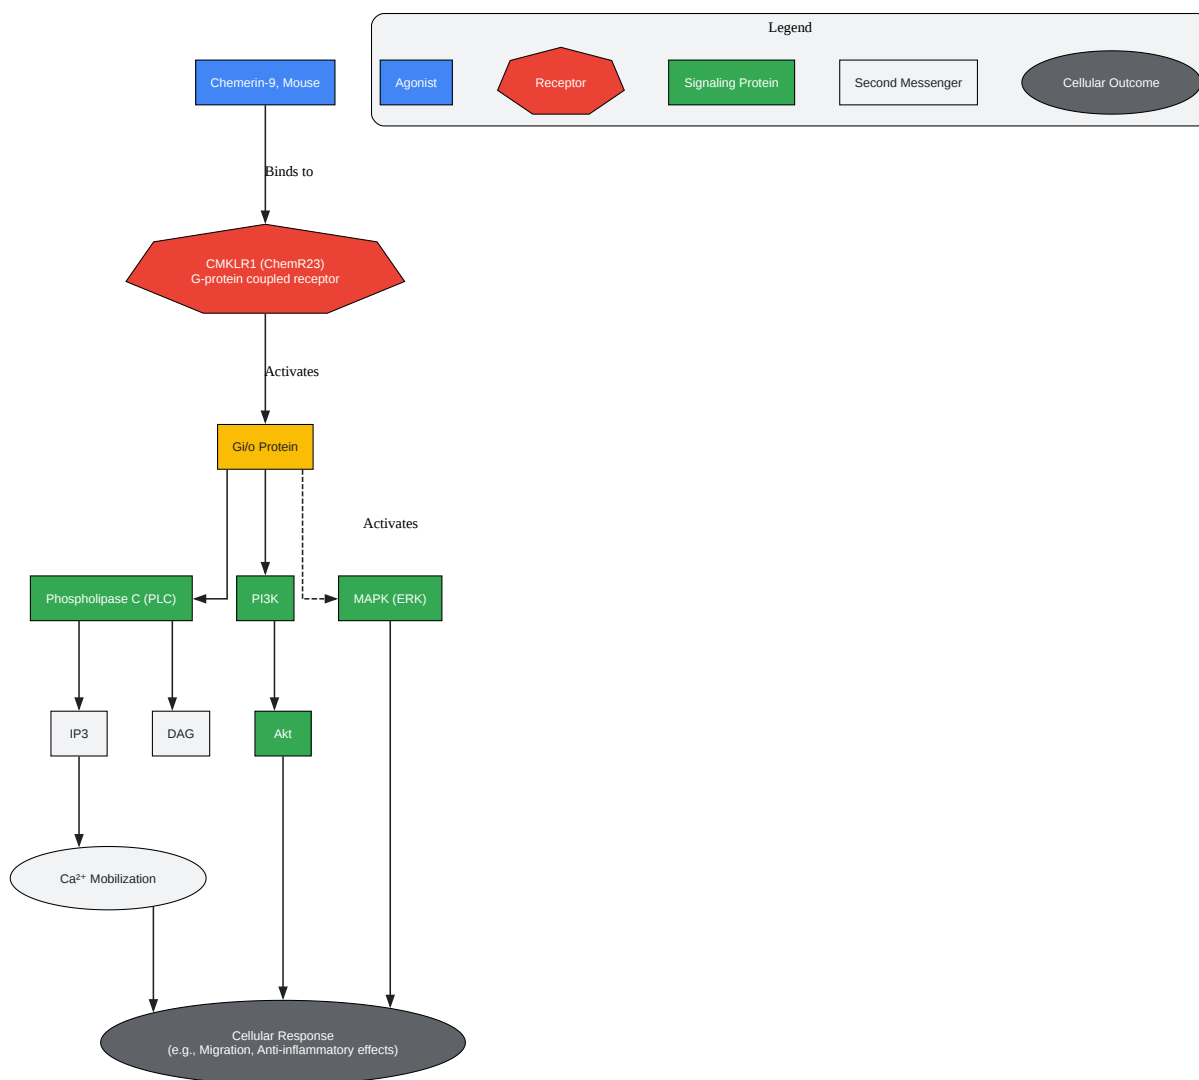 Legend
Chemerin-9, Mouse
Agonist
Receptor
Signaling Protein
Second Messenger
Cellular Outcome
Binds to
CMKLR1 (ChemR23)
G-protein coupled receptor
Activates
Gi/o Protein
Activates
Phospholipase C (PLC)
PI3K
MAPK (ERK)
IP3
DAG
Akt
Ca²⁺ Mobilization
Cellular Response
(e.g., Migration, Anti-inflammatory effects)